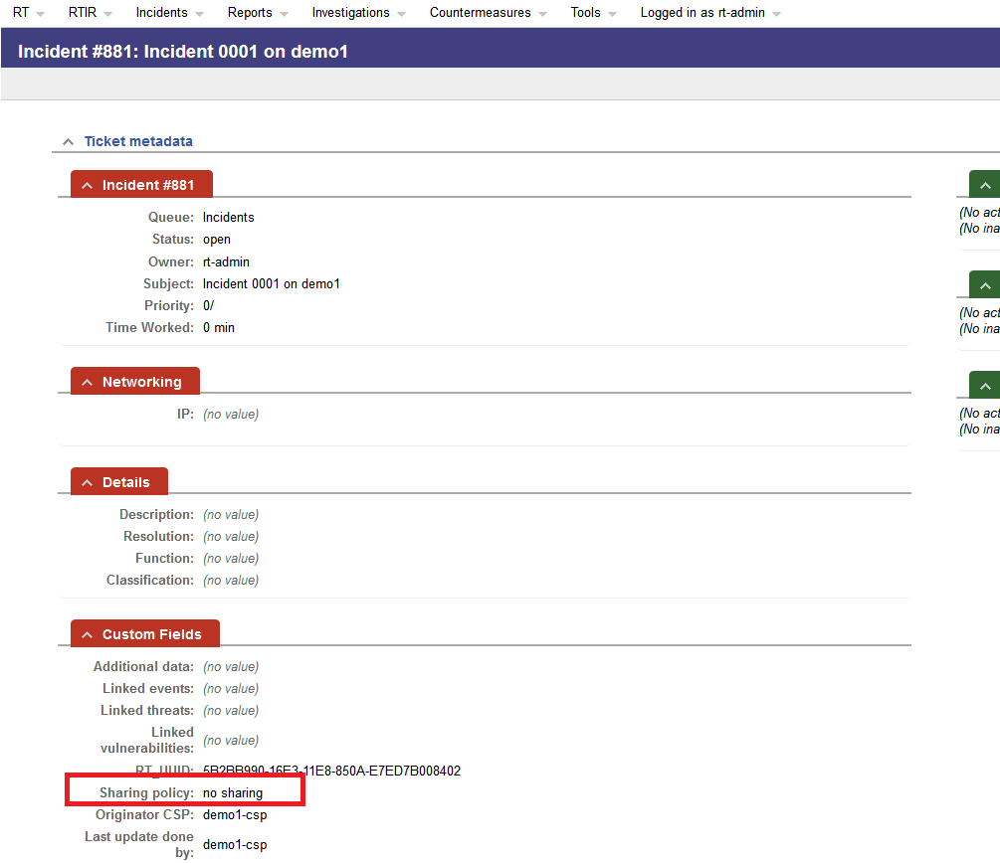 RT RTIR Incidents Reports Investigations Countermeasures Tools Logged in as rt-admin
Incident #881: Incident 0001 on demo1
Ticket metadata
Incident #881
Queue: Incidents
Status: open
Owner: rt-admin
Subject: Incident 0001 on demo1
Priority: 0/
Time Worked: 0 min
Networking
IP: (no value)
Details
Description: (no value)
Resolution: (no value)
Function: (no value)
Classification: (no value)
Custom Fields
Additional data: (no value)
Linked events: (no value)
Linked threats: (no value)
Linked
vulnerabilities: (no value)
RT_UUID: 5B2BB990-16E3-11E8-850A-E7ED7B008402
Sharing policy: no sharing
Originator CSP: demo1-csp
Last update done
by: demo1-csp
(No act
(No ina
(No act
(No ina
(No act
(No ina